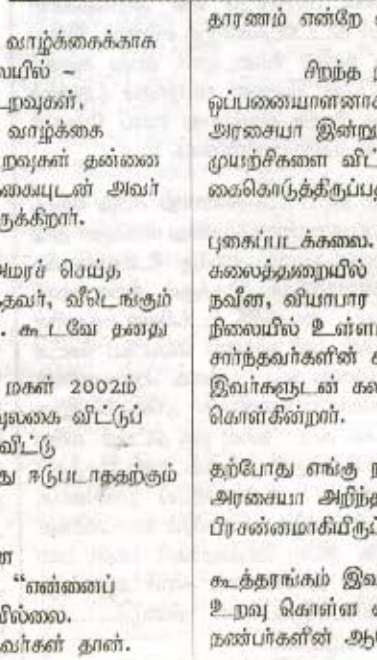 வாழ்க்கைக்காக
யில் ~
உறவுகள்,
வாழ்க்கை
றவுகள் தன்னை
கையுடன் அவர்
ருக்கிறார்.
அமரச் செய்த
தவர், வீடெங்கும்
. கூடவே தனது
மகள் 2002ம்
வுலகை விட்டுப்
விட்டு
து ஈடுபடாததற்கும்
“என்னைப்
வில்லை.
வர்கள் தான்.
தாரணம் என்றே
சிறந்த
ஒப்பனையாளனாக
அரசையா இன்று
முயற்சிகளை விட்
கைகொடுத்திருப்ப
புகைப்படக்கலை.
கலைத்துறையில்
நவீன, வியாபார
நிலையில் உள்ளா
சார்ந்தவர்களின்
இவர்களுடன் கல
கொள்கின்றார்.
தற்போது எங்கு ந
அரசையா அறிந்த
பிரசன்னமாகியிருப்
கூத்தரங்கம் இவ
உறவு கொள்ள
நண்பர்களின் ஆ